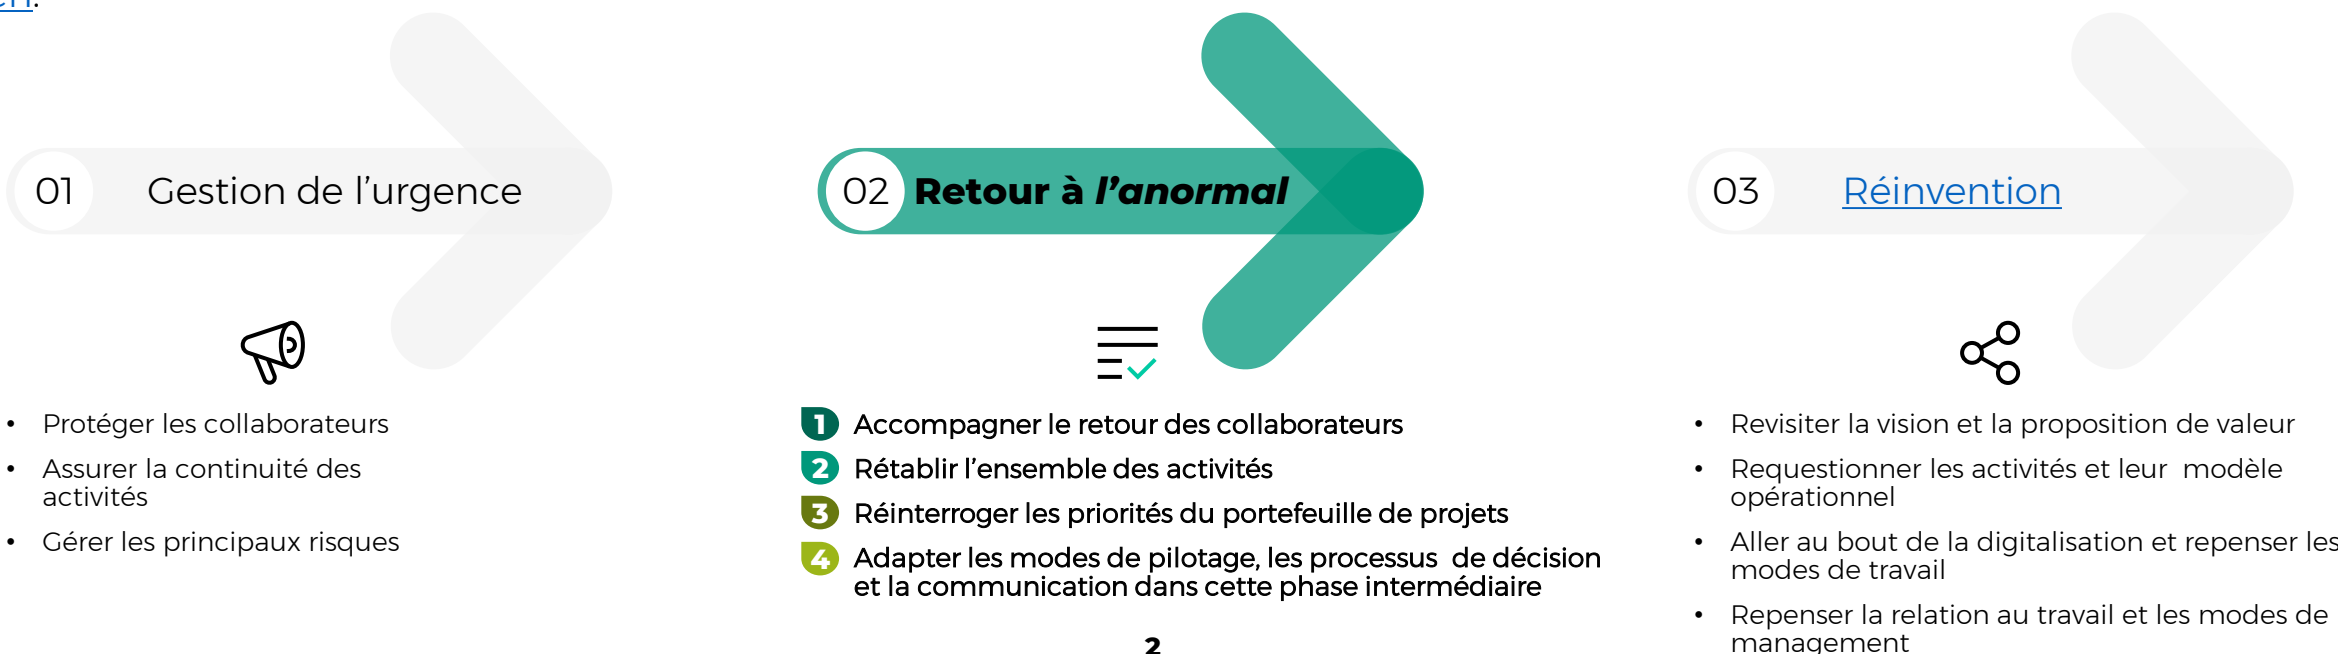 01
Gestion de l’urgence
• Protéger les collaborateurs
• Assurer la continuité des
activités
• Gérer les principaux risques
02
Retour à l’anormal
1 Accompagner le retour des collaborateurs
2 Rétablir l’ensemble des activités
3 Réinterroger les priorités du portefeuille de projets
4 Adapter les modes de pilotage, les processus de décision
et la communication dans cette phase intermédiaire
03
Réinvention
• Revisiter la vision et la proposition de valeur
• Requestionner les activités et leur modèle
opérationnel
• Aller au bout de la digitalisation et repenser les
modes de travail
• Repenser la relation au travail et les modes de
management
2